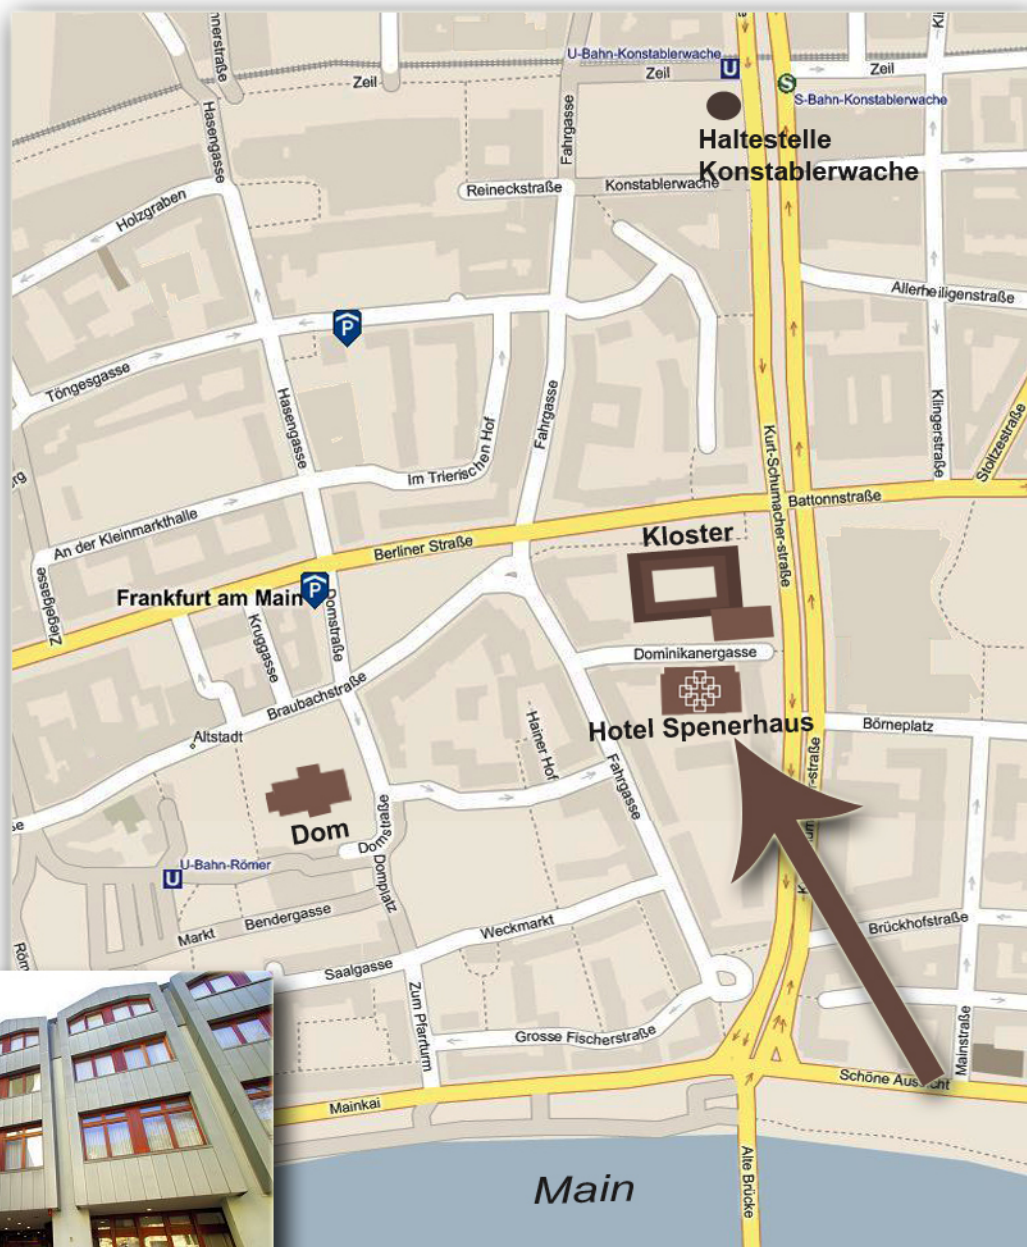 U-Bahn-Konstablerwache
U
Zeil
Zeil
Zeil
S
S-Bahn-Konstablerwache
Haltestelle
Konstablerwache
Hasengasse
Fahrgasse
Reineckstraße
Konstablerwache
Holzgraben
Allerheiligenstraße
P
Töngesgasse
Hasengasse
Fahrgasse
Klingerstraße
Stoltzestraße
Im Trierischen Hof
Kurt-Schumacher-straße
Battonnstraße
An der Kleinmarkthalle
Berliner Straße
Kloster
Ziegelgasse
Frankfurt am Main
P
Domstraße
Kruggasse
Dominikanergasse
Braubachstraße
Hotel Spenerhaus
Börneplatz
Altstadt
Hainer Hof
Fahrgasse
Dom
Domstraße
U-Bahn-Römer
U
Domplatz
Bendergasse
Markt
Weckmarkt
Brückhofstraße
Saalgasse
Zum Pfarrturm
Grosse Fischerstraße
Mainstraße
Mainkai
Alte Brücke
Main